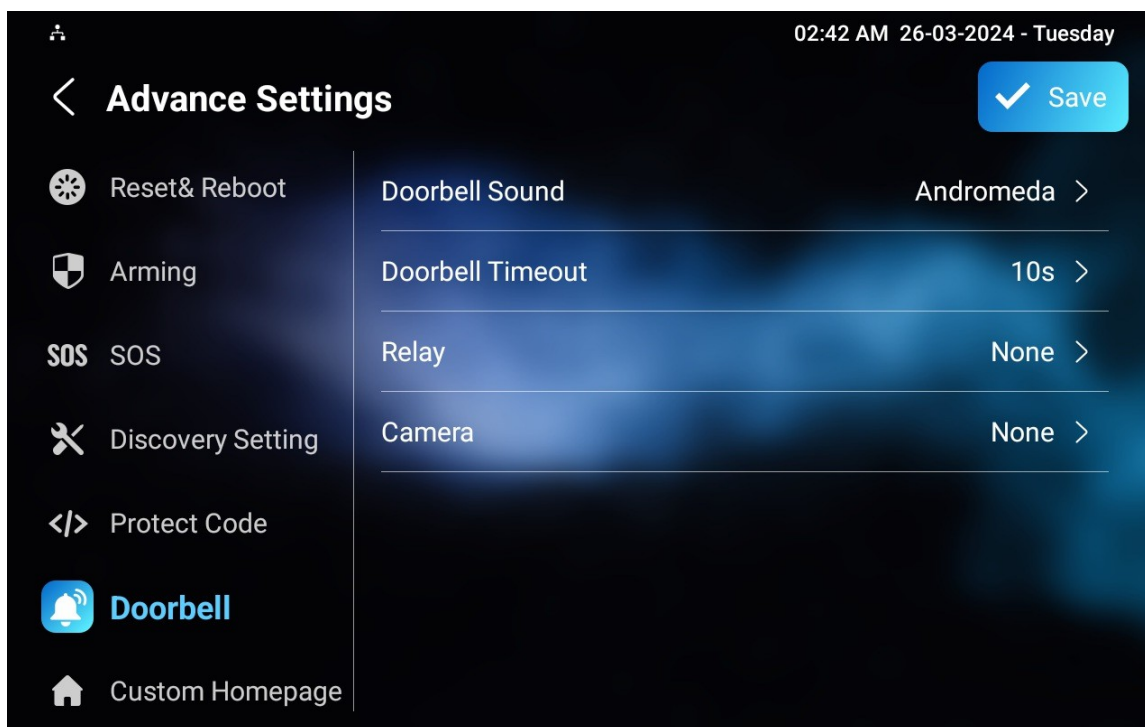 02:42 AM 26-03-2024 - Tuesday
Advance Settings
Save
Reset& Reboot
Arming
SOS SOS
Discovery Setting
Protect Code
Doorbell
Custom Homepage
Doorbell Sound Andromeda
Doorbell Timeout 10s
Relay None
Camera None